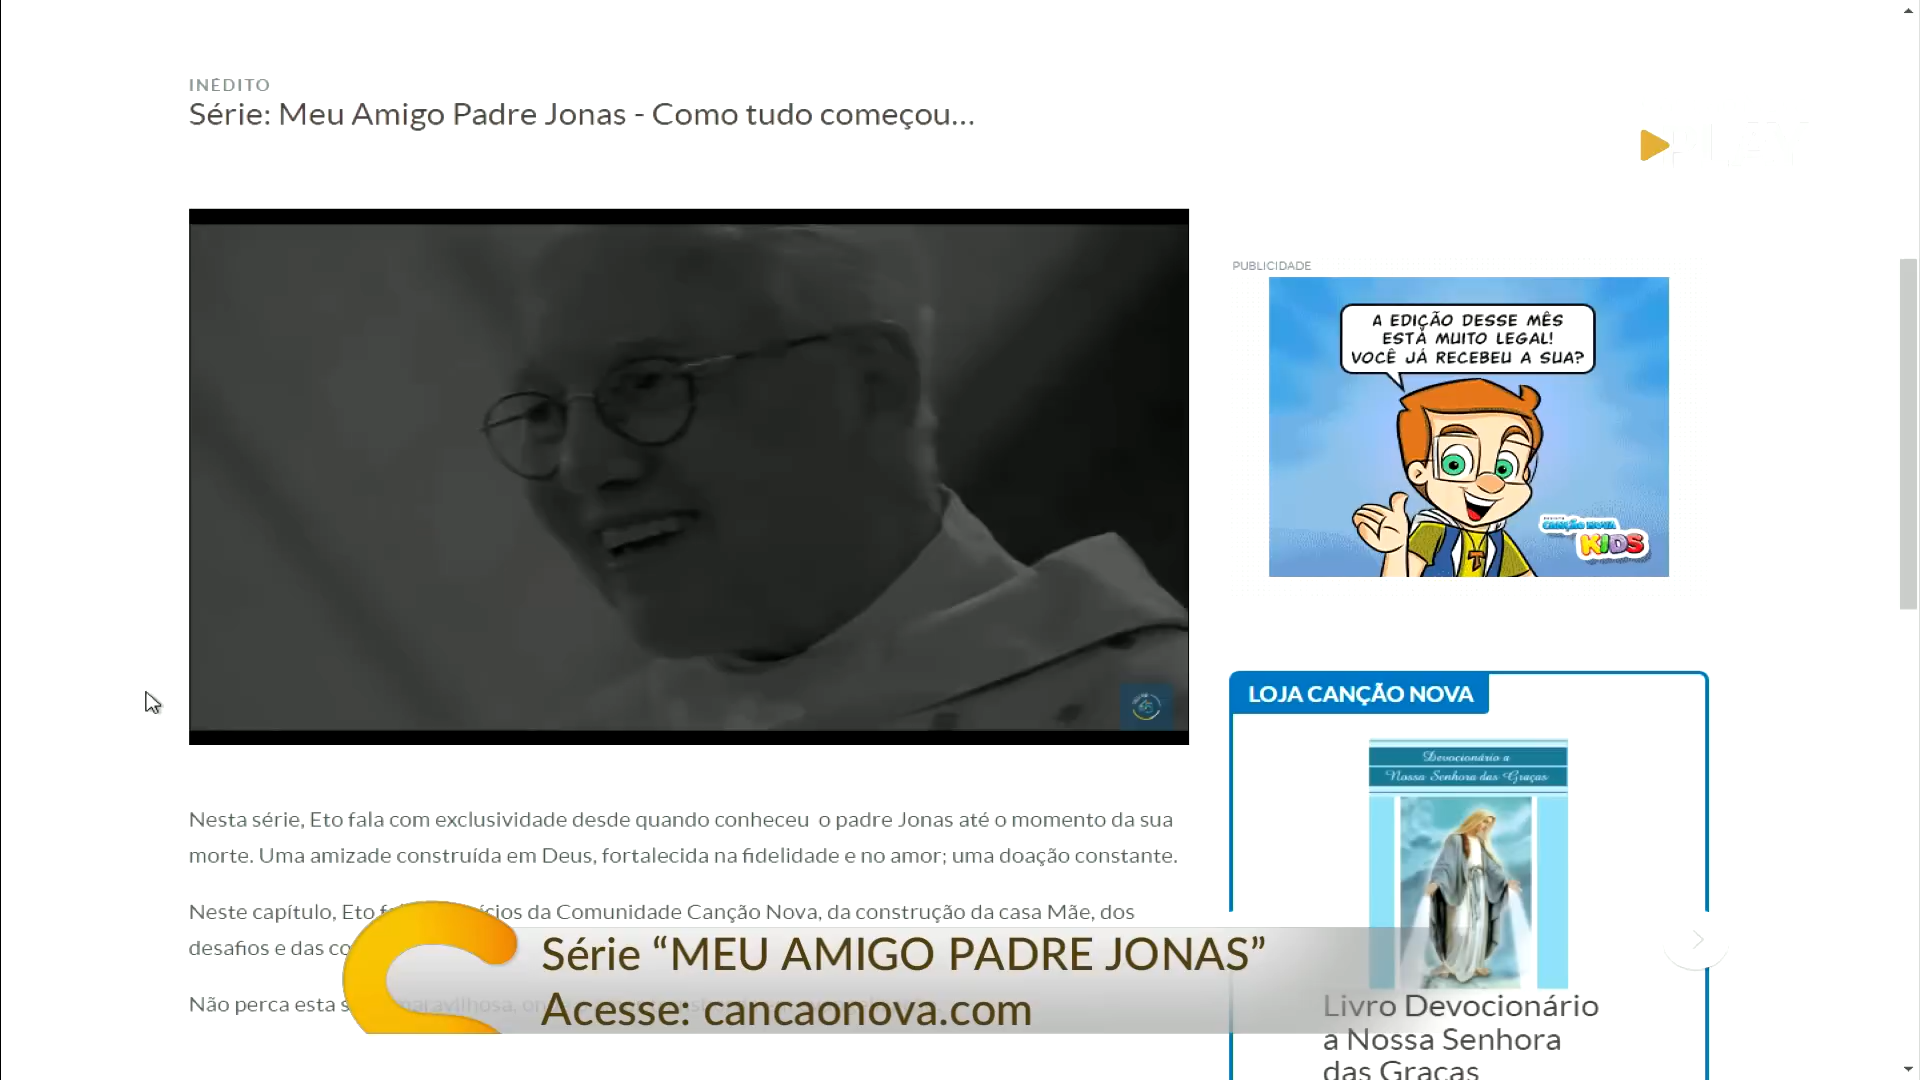 INÉDITO
Série: Meu Amigo Padre Jonas - Como tudo começou...
PUBLICIDADE
A EDIÇÃO DESSE MÊS
ESTÁ MUITO LEGAL!
VOCÊ JÁ RECEBEU A SUA?
CANÇÃO NOVA
KIDS
LOJA CANÇÃO NOVA
Devocionário a
Nossa Senhora das Graças
Nesta série, Eto fala com exclusividade desde quando conheceu o padre Jonas até o momento da sua
morte. Uma amizade construída em Deus, fortalecida na fidelidade e no amor; uma doação constante.
Neste capítulo, Eto da Comunidade Canção Nova, da construção da casa Mãe, dos
desafios e das
Não perca esta
Série “MEU AMIGO PADRE JONAS”
Acesse: cancaonova.com
Livro Devocionário
a Nossa Senhora
das Graças